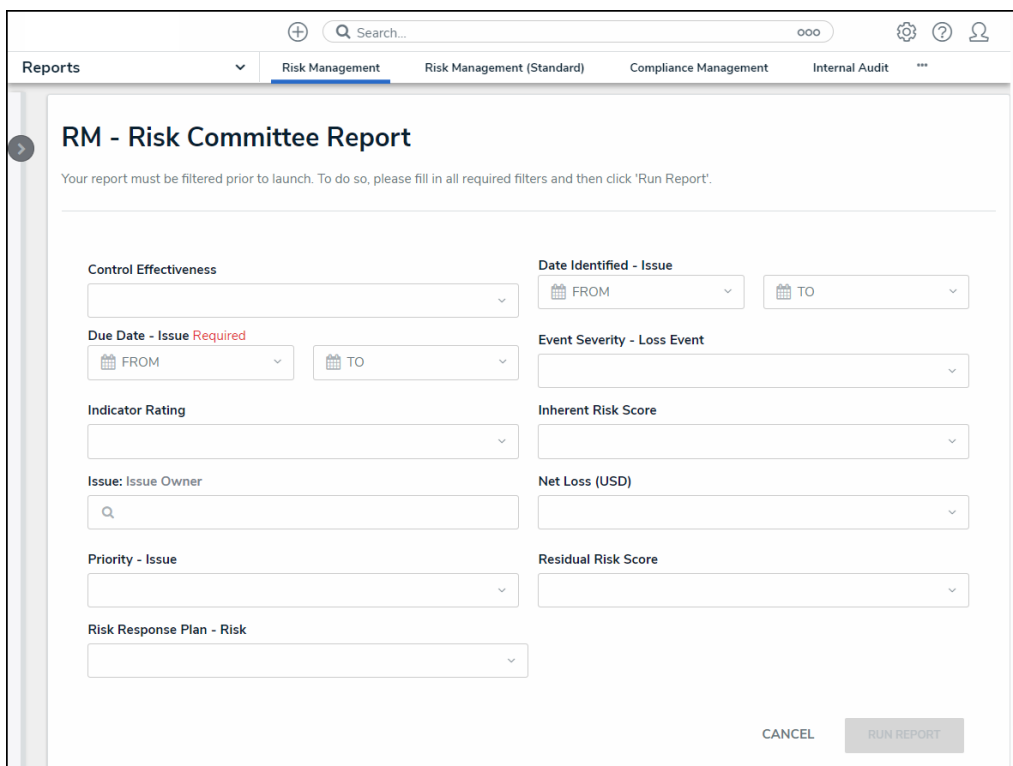 Search... ooo
Reports
Risk Management Risk Management (Standard) Compliance Management Internal Audit •••
RM - Risk Committee Report
Your report must be filtered prior to launch. To do so, please fill in all required filters and then click 'Run Report'.
Control Effectiveness
Date Identified - Issue
FROM TO
Due Date - Issue Required
FROM TO
Event Severity - Loss Event
Indicator Rating
Inherent Risk Score
Issue: Issue Owner
Net Loss (USD)
Priority - Issue
Residual Risk Score
Risk Response Plan - Risk
CANCEL RUN REPORT